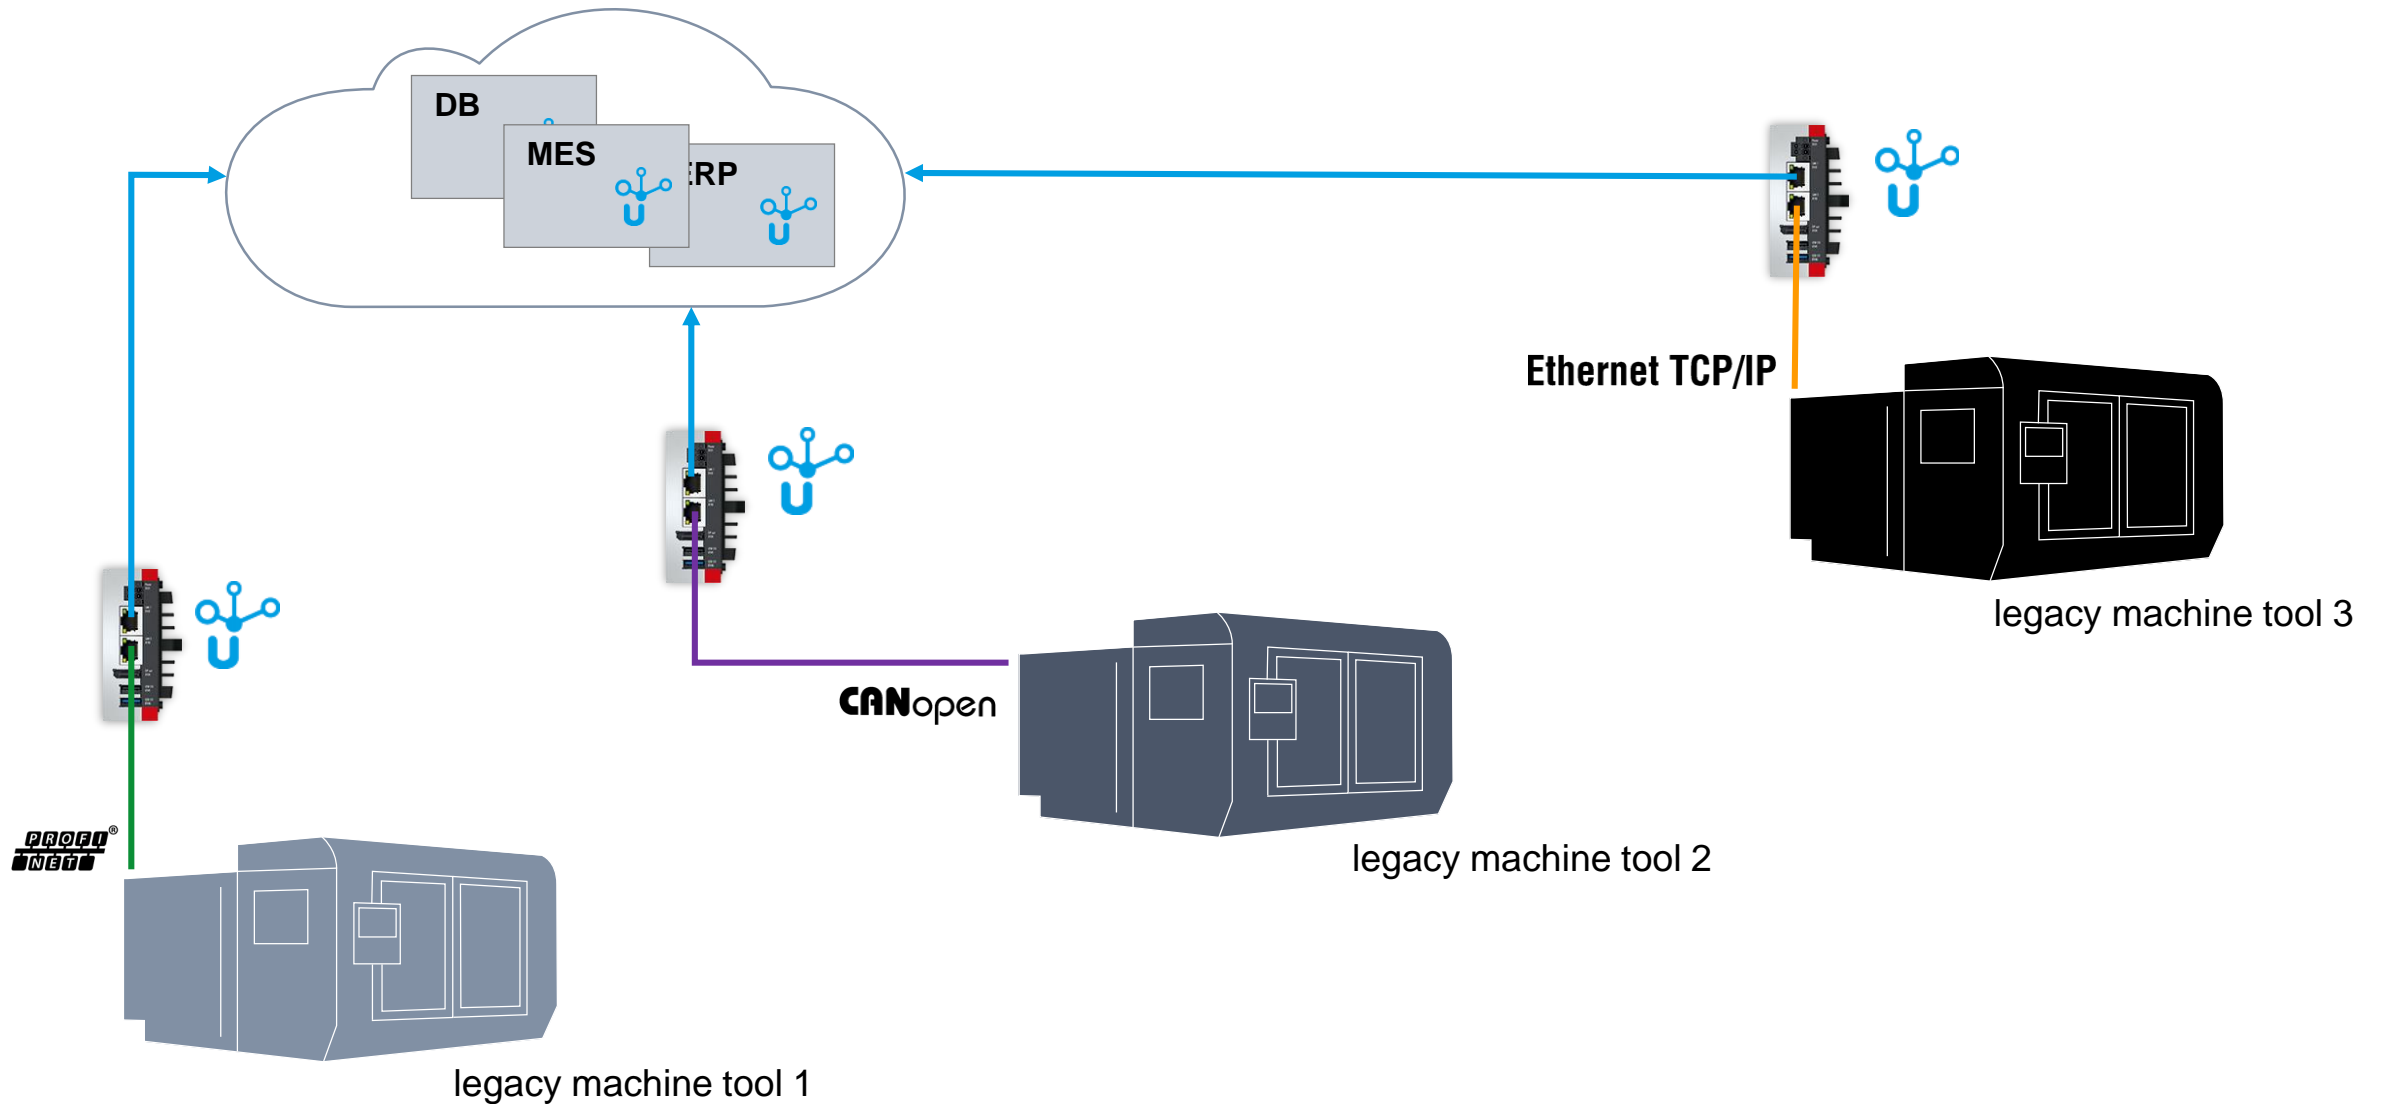 DB
MES
ERP
Ethernet TCP/IP
legacy machine tool 3
CANopen
legacy machine tool 2
PROFI®
NET
legacy machine tool 1